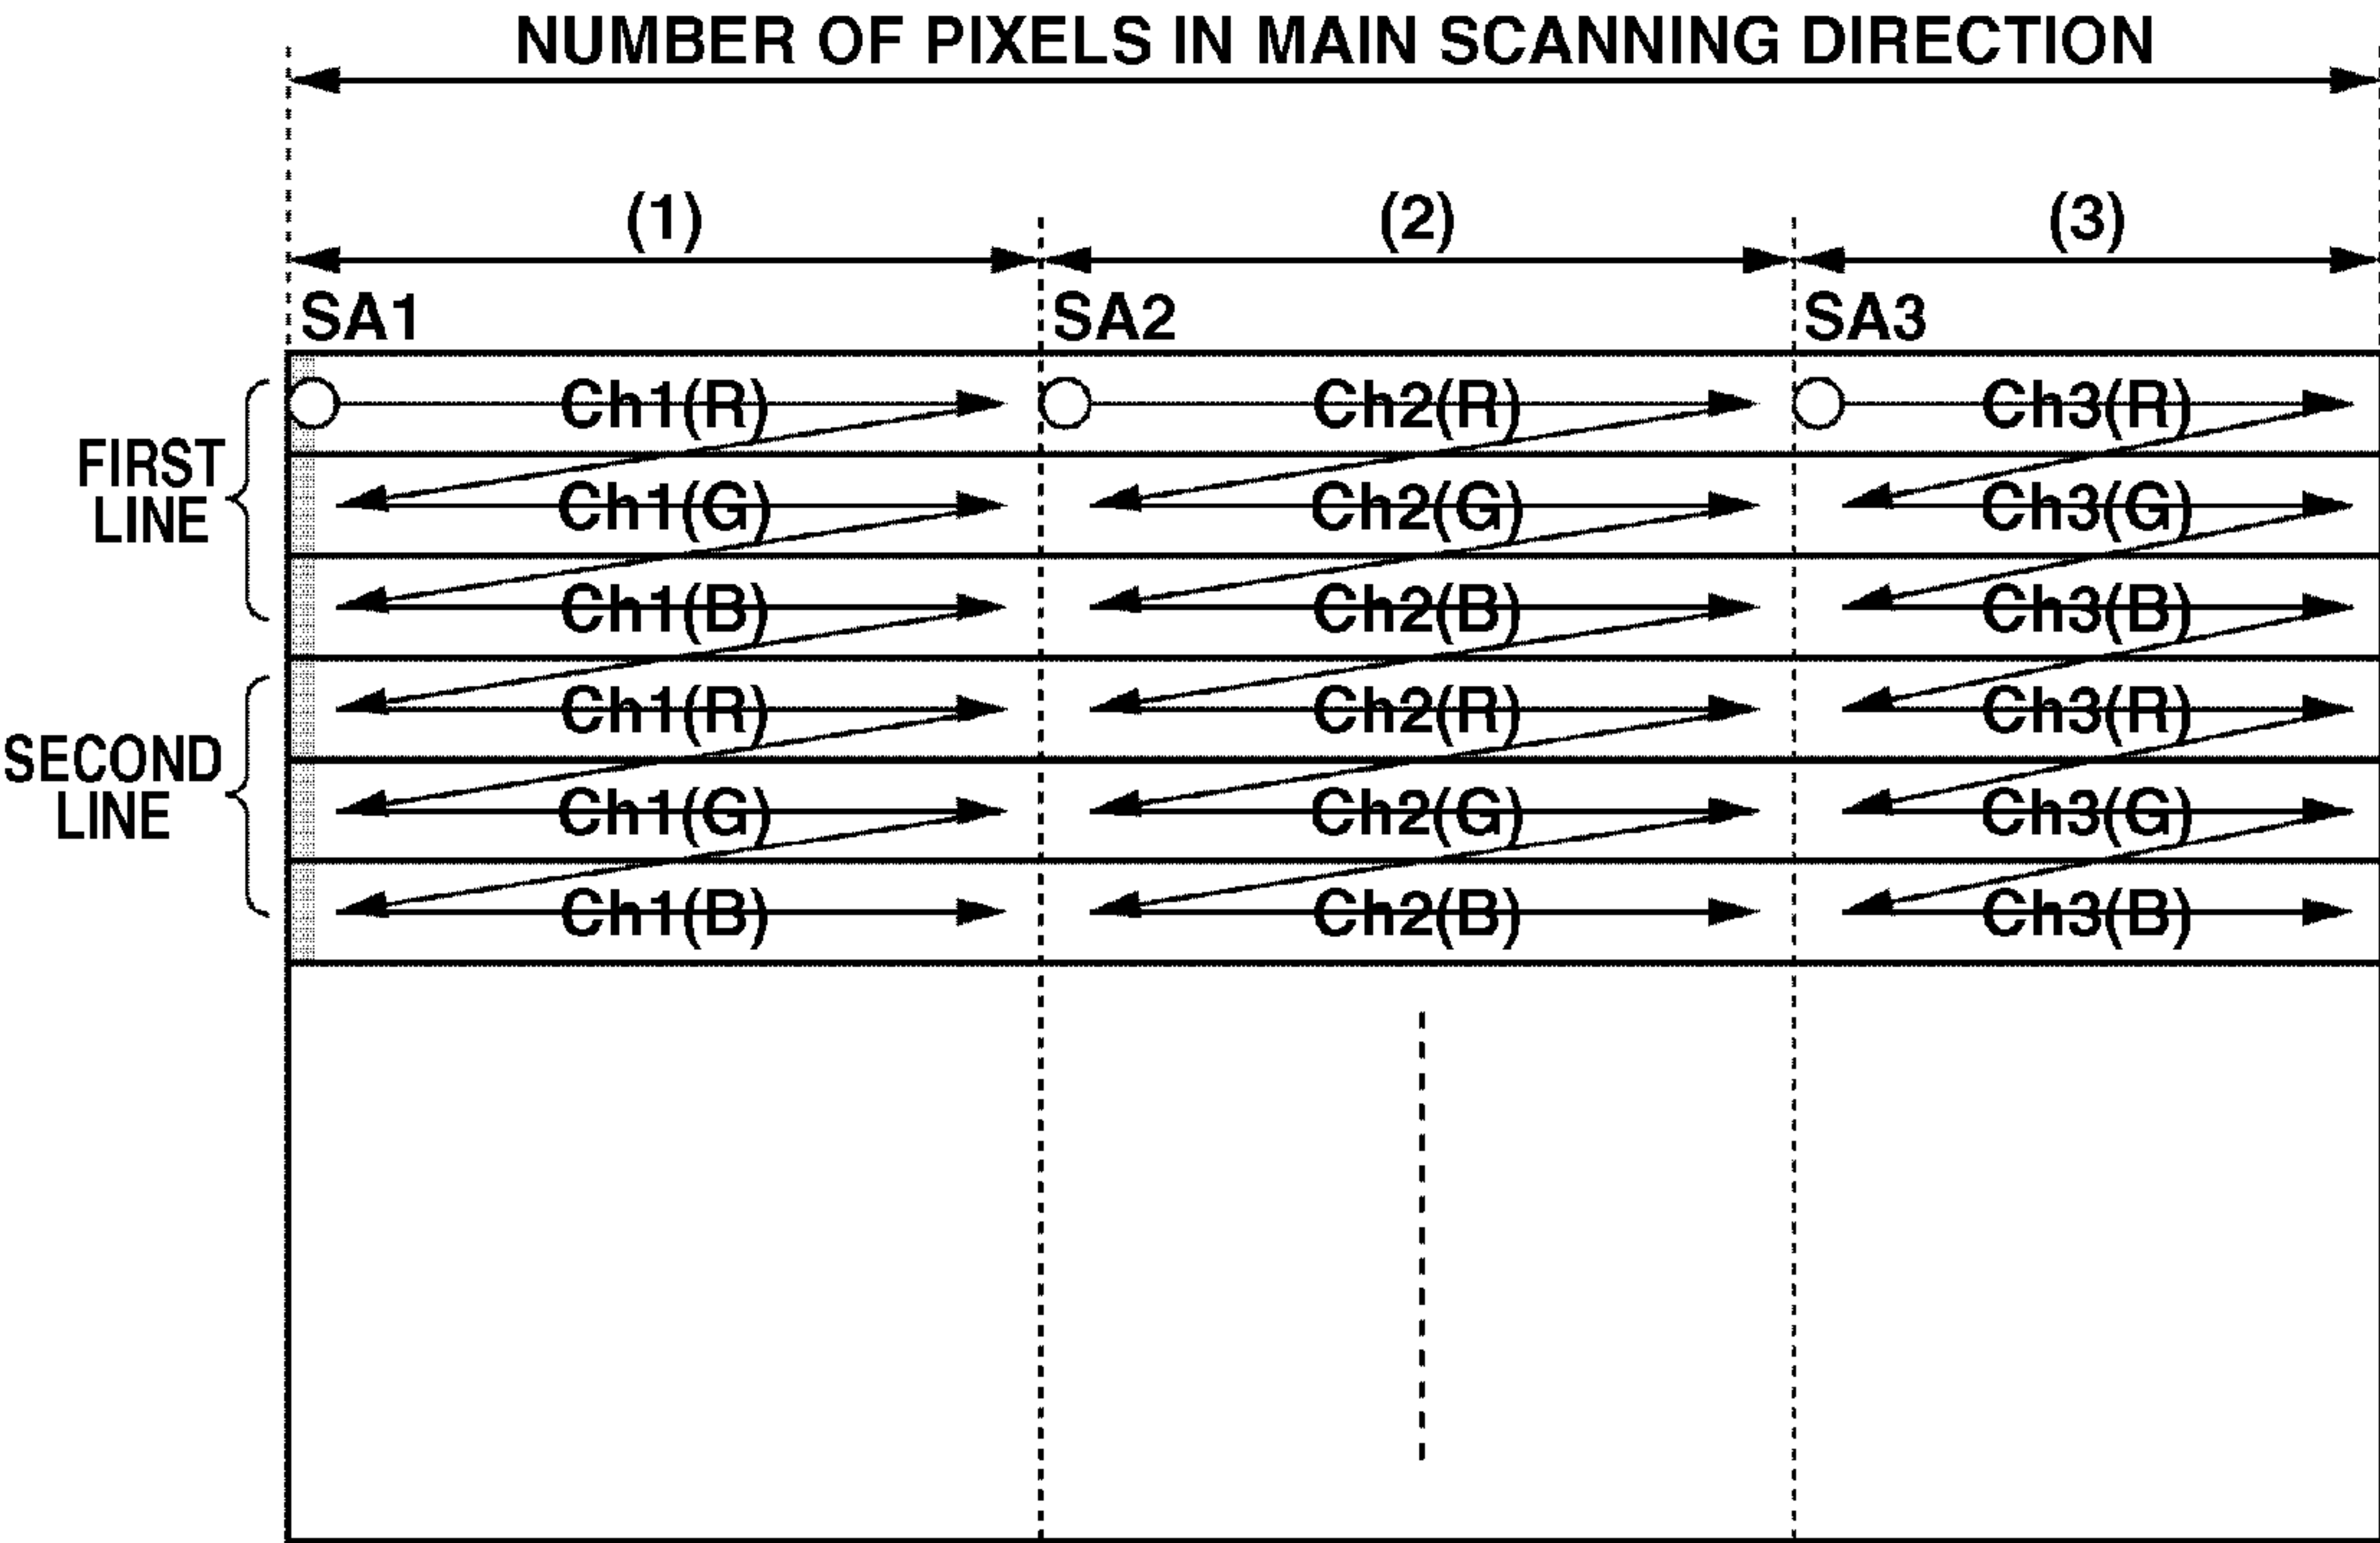 NUMBER OF PIXELS IN MAIN SCANNING DIRECTION
(1) (2) (3)
SA1 SA2 SA3
FIRST LINE
Ch1(R) Ch2(R) Ch3(R)
Ch1(G) Ch2(G) Ch3(G)
Ch1(B) Ch2(B) Ch3(B)
SECOND LINE
Ch1(R) Ch2(R) Ch3(R)
Ch1(G) Ch2(G) Ch3(G)
Ch1(B) Ch2(B) Ch3(B)